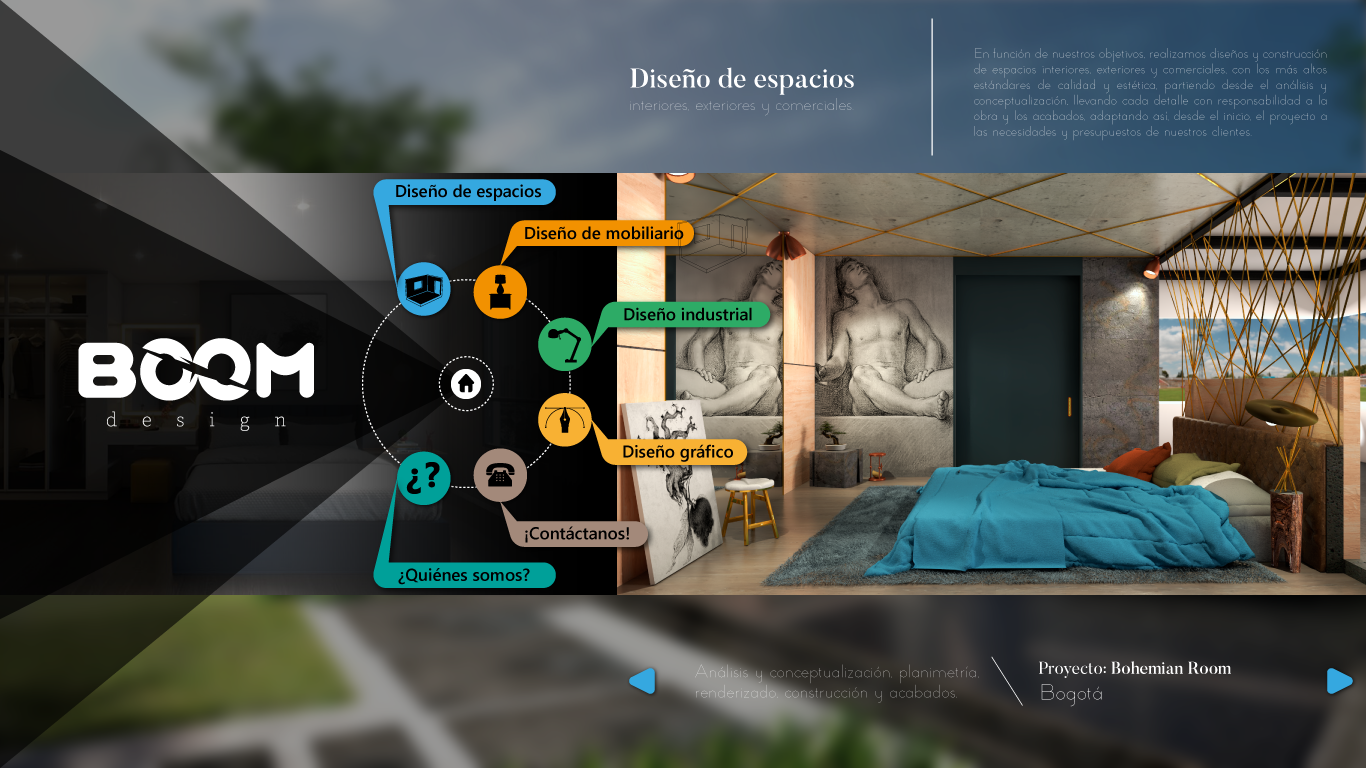 Diseño de espacios
interiores, exteriores y comerciales.
En función de nuestros objetivos, realizamos diseños y construcción
de espacios interiores, exteriores y comerciales, con los más altos
estándares de calidad y estética, partiendo desde el análisis y
conceptualización, llevando cada detalle con responsabilidad a la
obra y los acabados, adaptando así, desde el inicio, el proyecto a
las necesidades y presupuestos de nuestros clientes.
BOOM
design
Diseño de espacios
Diseño de mobiliario
Diseño industrial
Diseño gráfico
¡Contáctanos!
¿?
¿Quiénes somos?
Análisis y conceptualización, planimetría,
renderizado, construcción y acabados.
Proyecto: Bohemian Room
Bogotá